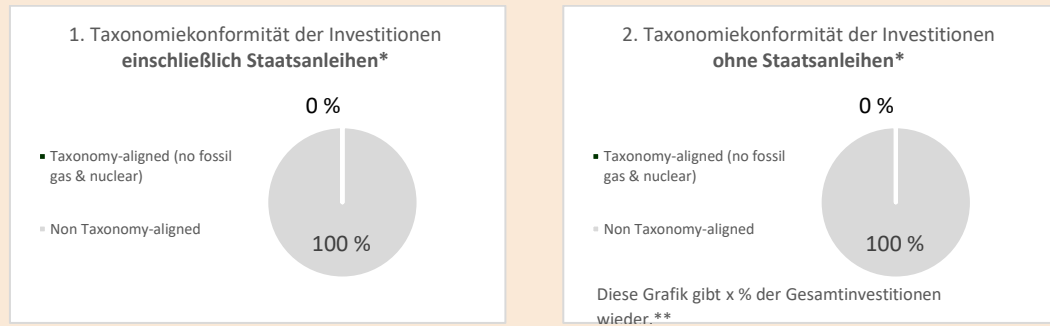 1. Taxonomiekonformität der Investitionen
einschließlich Staatsanleihen*
0 %
Taxonomy-aligned (no fossil
gas & nuclear)
Non Taxonomy-aligned
100 %
2. Taxonomiekonformität der Investitionen
ohne Staatsanleihen*
0 %
Taxonomy-aligned (no fossil
gas & nuclear)
Non Taxonomy-aligned
100 %
Diese Grafik gibt x % der Gesamtinvestitionen
wieder.**